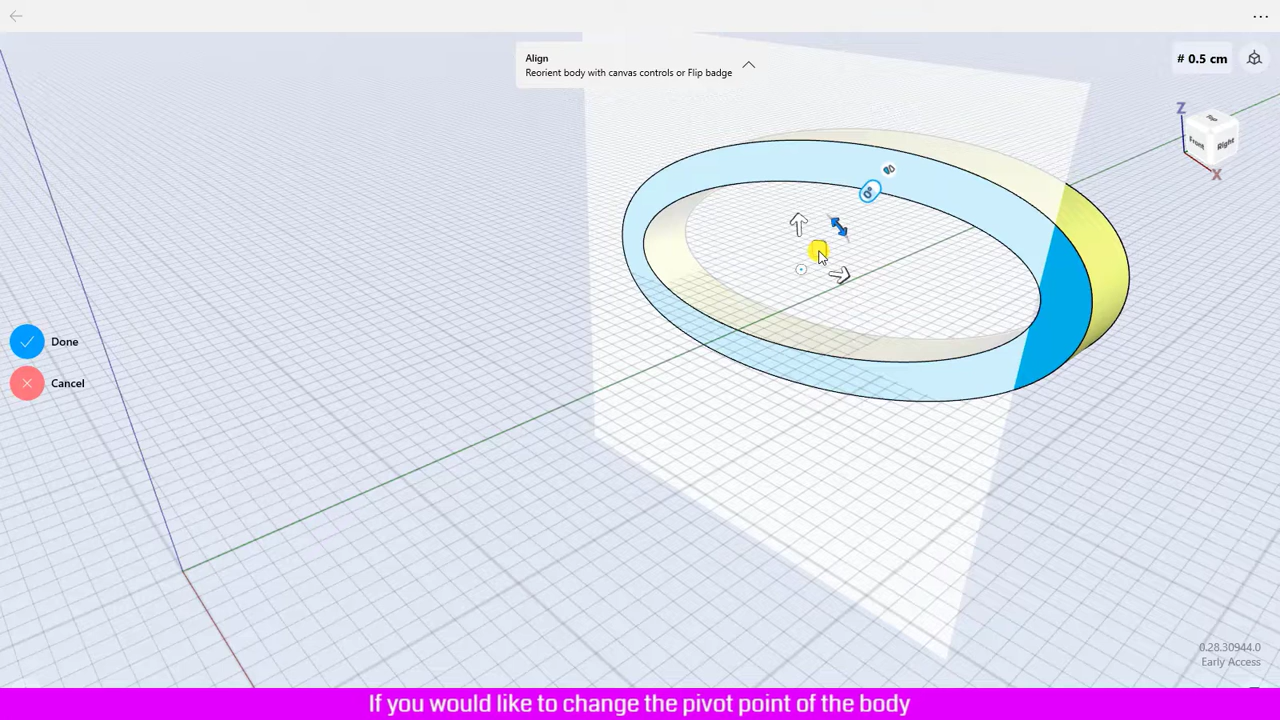 Align
Reorient body with canvas controls or Flip badge
# 0.5 cm
Z
Top
Front
Right
X
Done
Cancel
0.28.30944.0
Early Access
If you would like to change the pivot point of the body